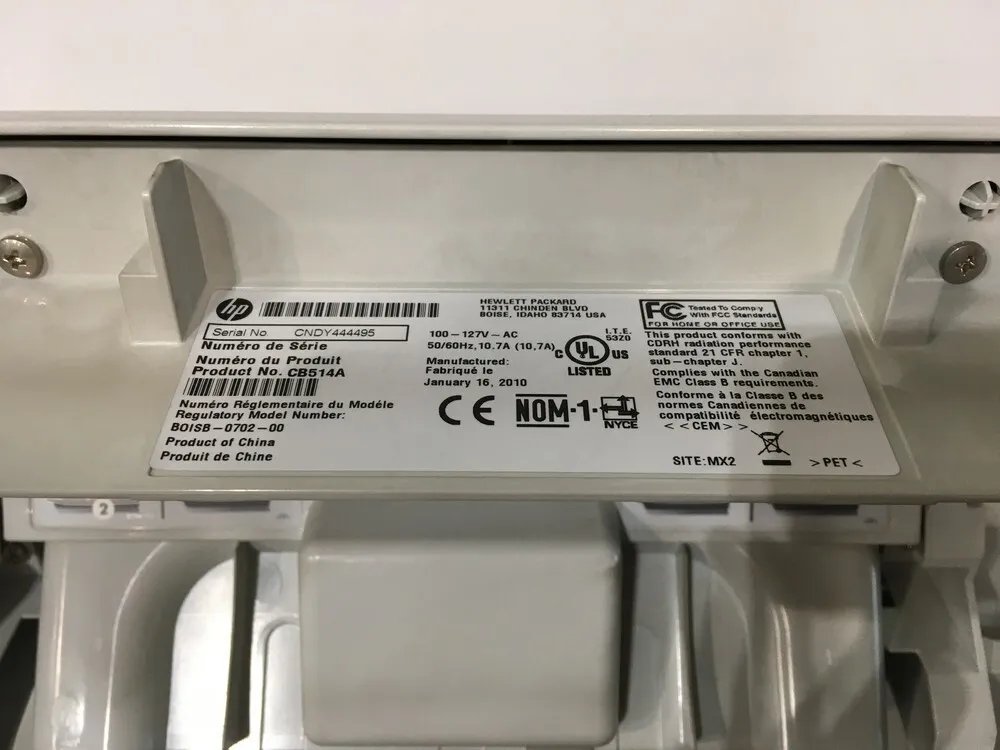 hp
Serial No. CNDY444495
Numéro de Série
Numéro du Produit
Product No. CB514A
Numéro Réglementaire du Modéle
Regulatory Model Number:
BOISB-0702-00
Product of China
Produit de Chine
HEWLETT PACKARD
11311 CHINDEN BLVD
BOISE, IDAHO 83714 USA
100-127V-AC
50/60Hz,10.7A (10,7A)
Manufactured:
Fabriqué le
January 16, 2010
I.T.E.
53Z0
C UL US
LISTED
CE NOM-1-
NYCE
FC Tested To Comply
With FCC Standards
FOR HOME OR OFFICE USE
This product conforms with
CDRH radiation performance
standard 21 CFR chapter 1,
sub-chapter J.
Complies with the Canadian
EMC Class B requirements.
Conforme à la Classe B des
normes Canadiennes de
compatibilité électromagnétiques
<<CEM>>
SITE:MX2
>PET<
2